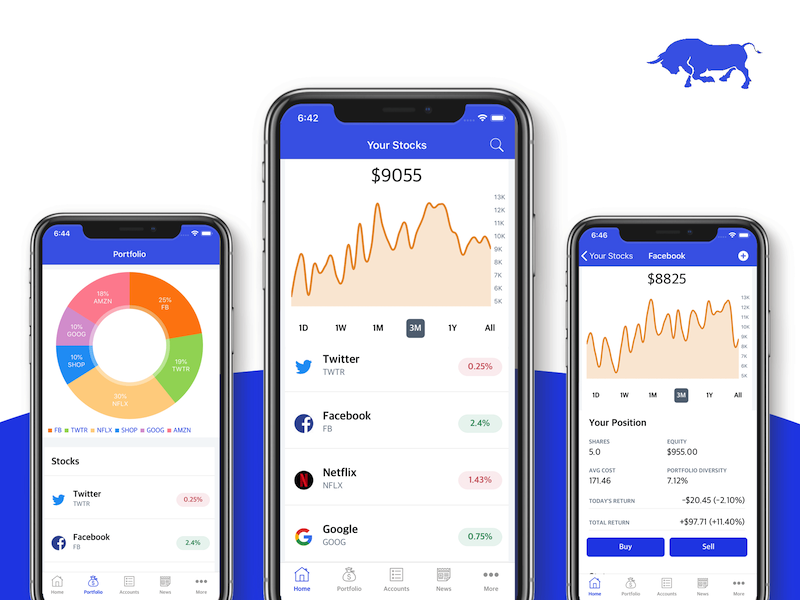 6:44
Portfolio
18%
AMZN
25%
FB
10%
GOOG
19%
TWTR
10%
SHOP
30%
NFLX
FB TWTR NFLX SHOP GOOG AMZN
Stocks
Twitter
TWTR
0.25%
Facebook
FB
2.4%
Home Portfolio Accounts News More
6:42
Your Stocks
$9055
13K
12K
11K
10K
9K
8K
7K
6K
5K
1D 1W 1M 3M 1Y All
Twitter
TWTR
0.25%
Facebook
FB
2.4%
Netflix
NFLX
1.43%
Google
GOOG
0.75%
Home Portfolio Accounts News More
6:46
Your Stocks Facebook
$8825
13K
12K
11K
10K
9K
8K
7K
6K
5K
1D 1W 1M 3M 1Y All
Your Position
SHARES EQUITY
5.0 $955.00
AVG COST PORTFOLIO DIVERSITY
171.46 7.12%
TODAY'S RETURN −$20.45 (−2.10%)
TOTAL RETURN +$97.71 (+11.40%)
Buy Sell
Home Portfolio Accounts News More